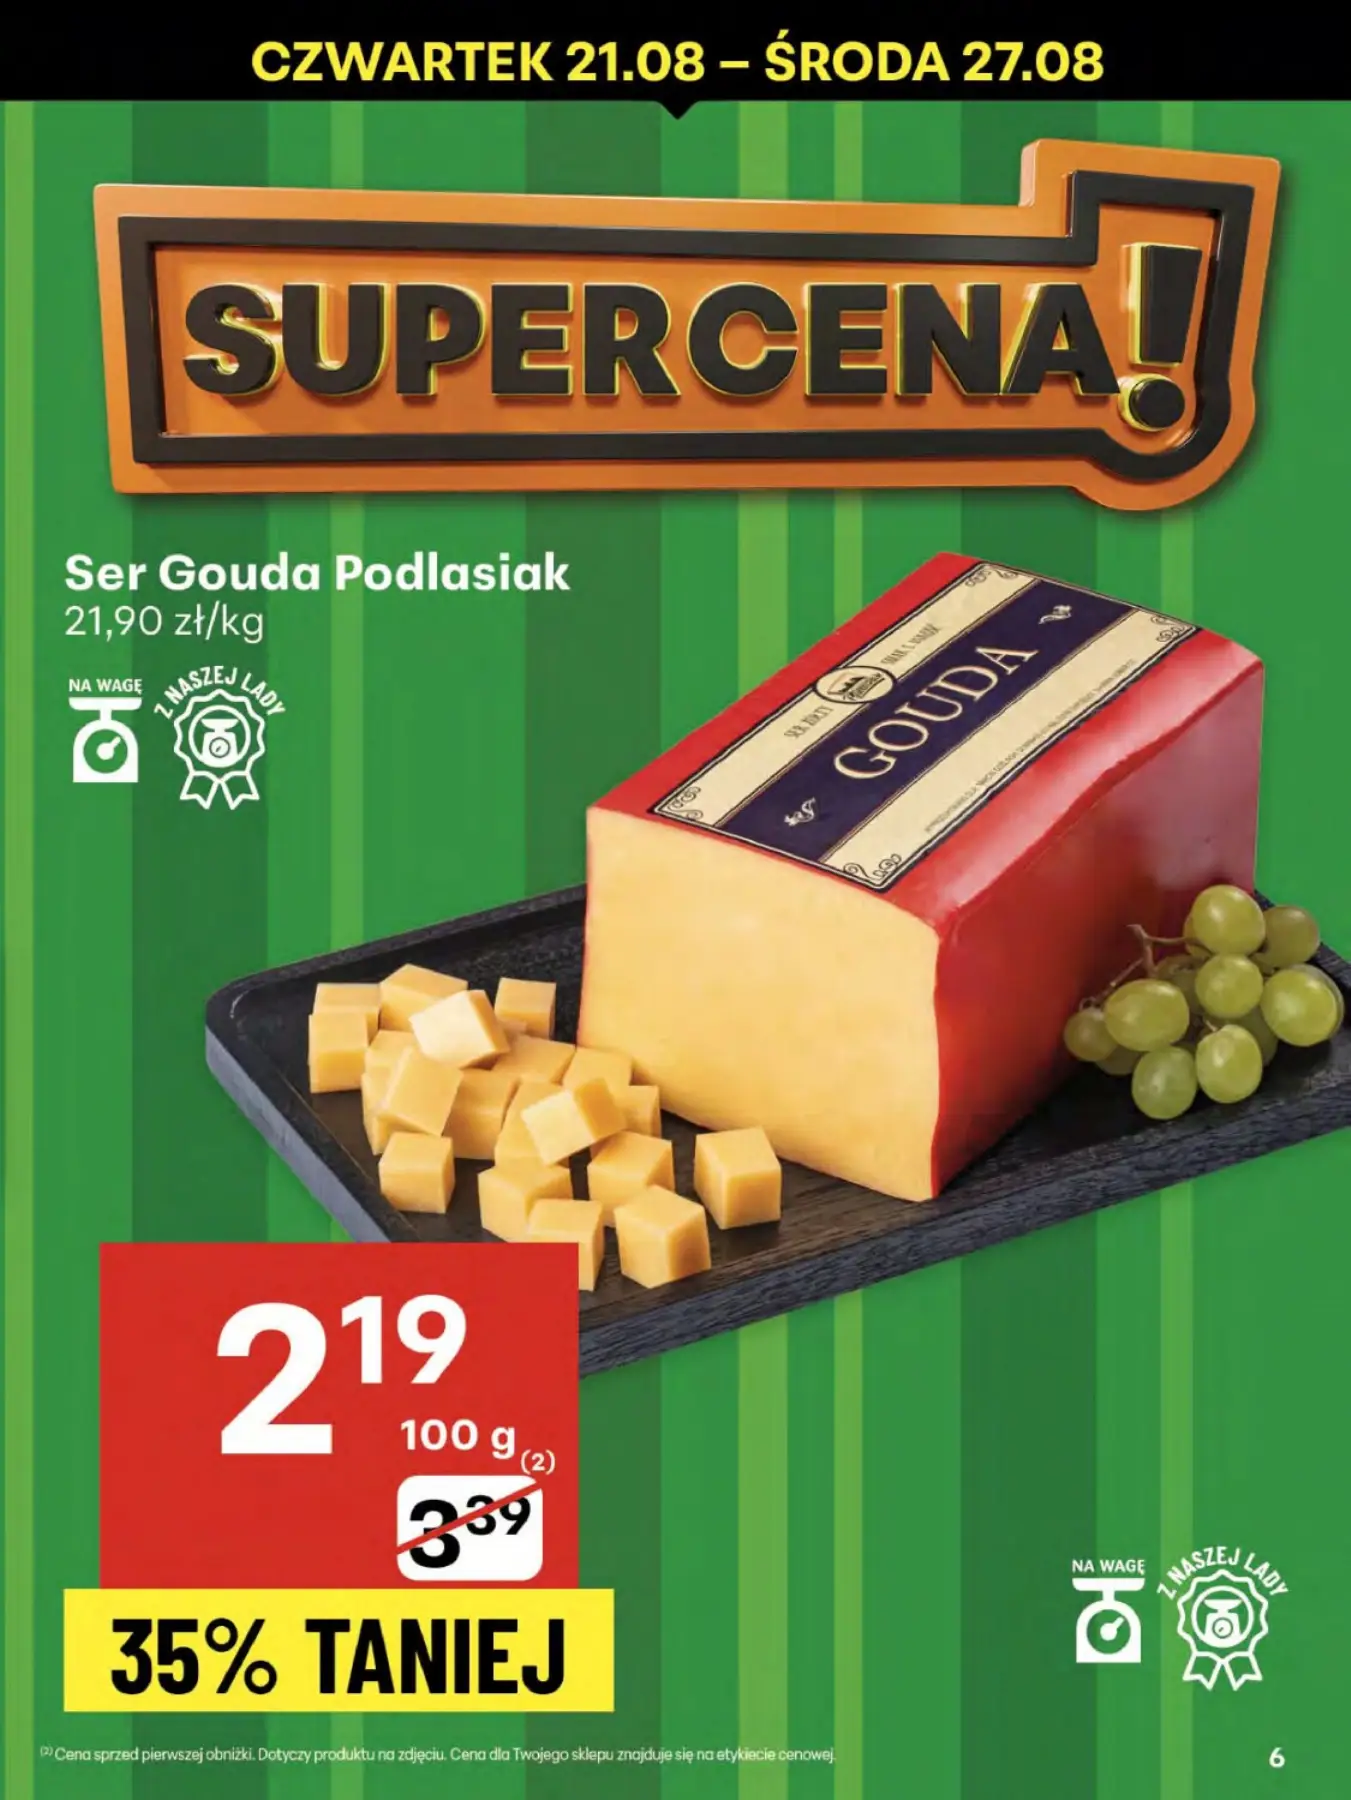 CZWARTEK 21.08 – ŚRODA 27.08
SUPERCENA!
Ser Gouda Podlasiak
21,90 zł/kg
NA WAGĘ
Z NASZEJ LADY
GOUDA
2 19
100 g
(2)
3 39
35% TANIEJ
NA WAGĘ
Z NASZEJ LADY
(2) Cena sprzed pierwszej obniżki. Dotyczy produktu na zdjęciu. Cena dla Twojego sklepu znajduje się na etykiecie cenowej.
6